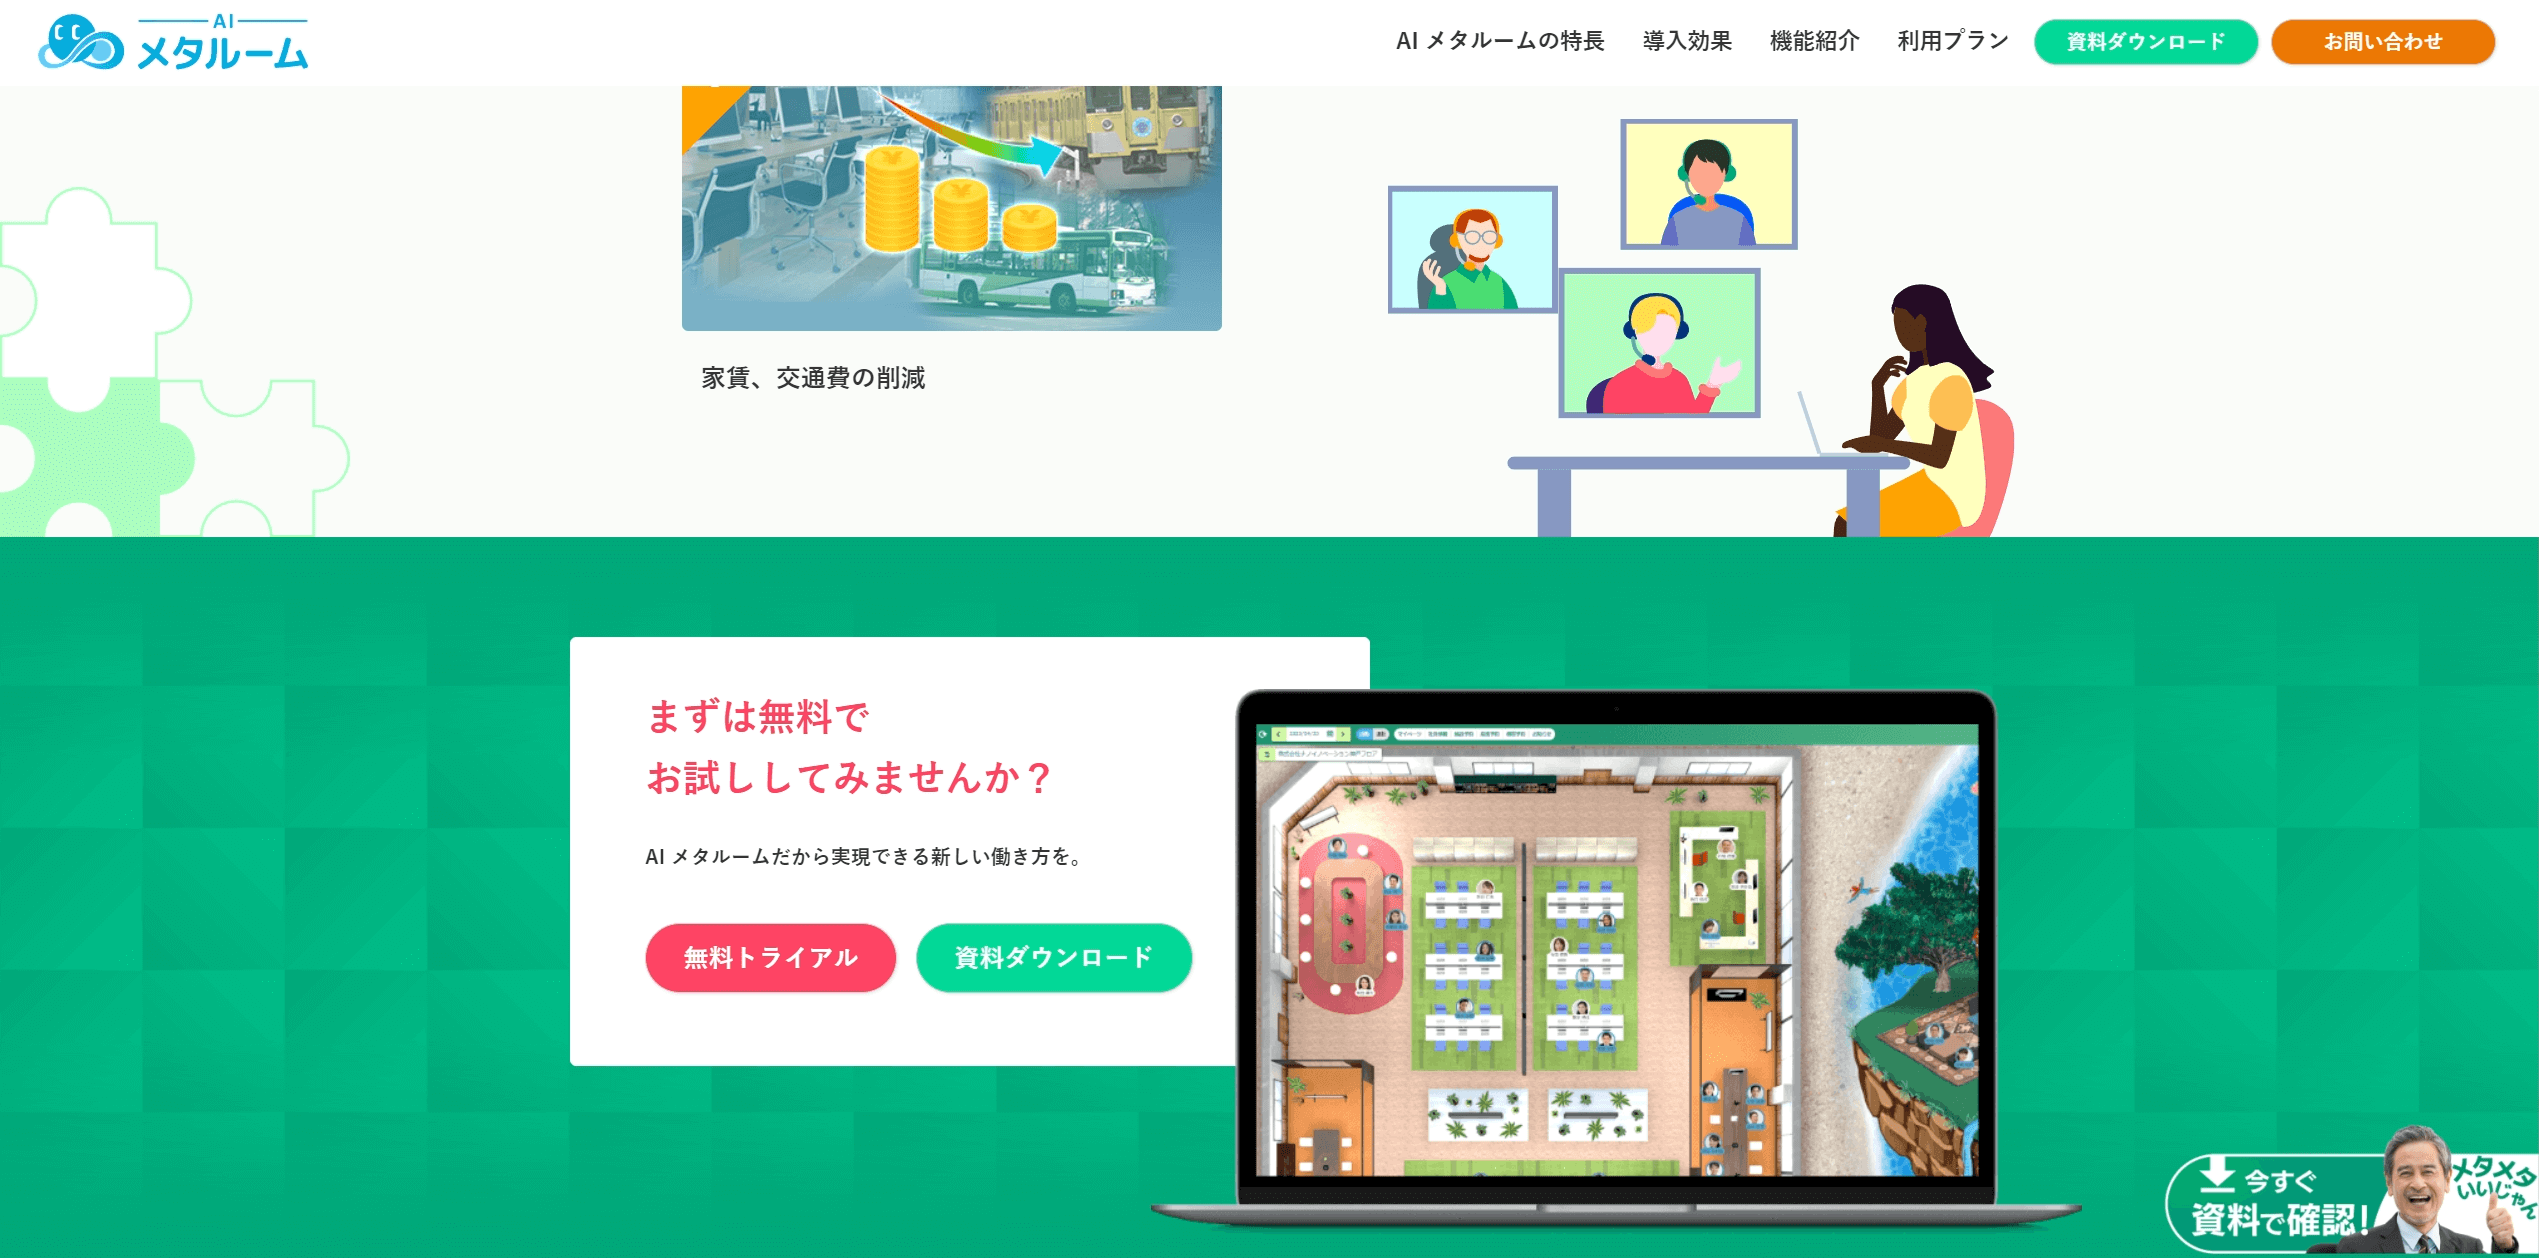 AI
メタルーム
AI メタルームの特長
導入効果
機能紹介
利用プラン
資料ダウンロード
お問い合わせ
家賃、交通費の削減
まずは無料で
お試ししてみませんか？
AI メタルームだから実現できる新しい働き方を。
無料トライアル
資料ダウンロード
今すぐ
資料で確認!
メタメタ
いいじゃん